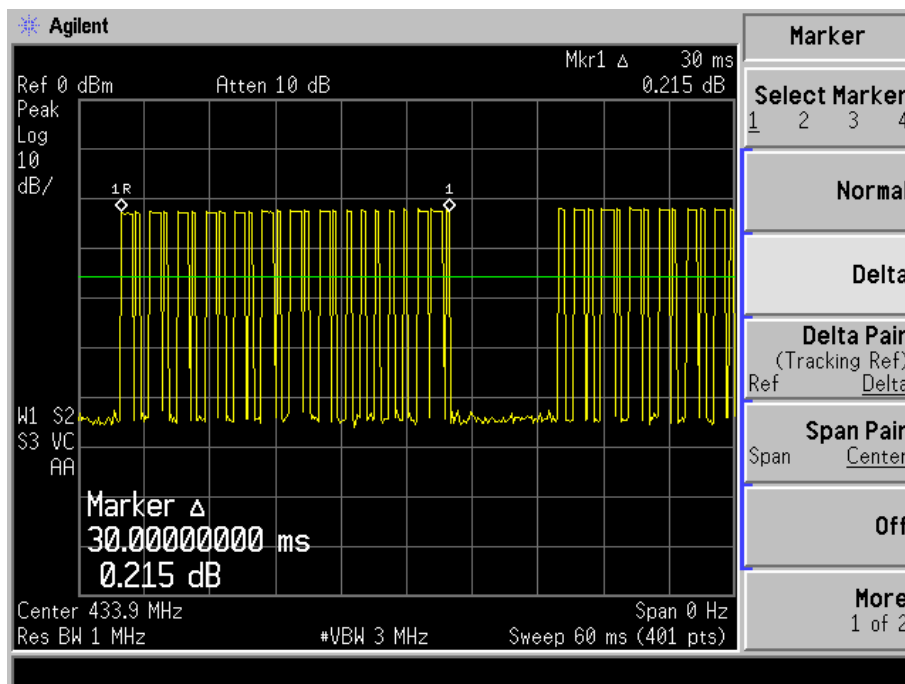 Agilent
Marker
Mkr1 Δ 30 ms
Ref 0 dBm Atten 10 dB 0.215 dB
Peak
Log
10
dB/
1R
1
Select Marker
1 2 3 4
Normal
Delta
Delta Pair
(Tracking Ref)
Ref Delta
Span Pair
Span Center
Off
More
1 of 2
W1 S2
S3 VC
AA
Marker Δ
30.00000000 ms
0.215 dB
Center 433.9 MHz Span 0 Hz
Res BW 1 MHz #VBW 3 MHz Sweep 60 ms (401 pts)